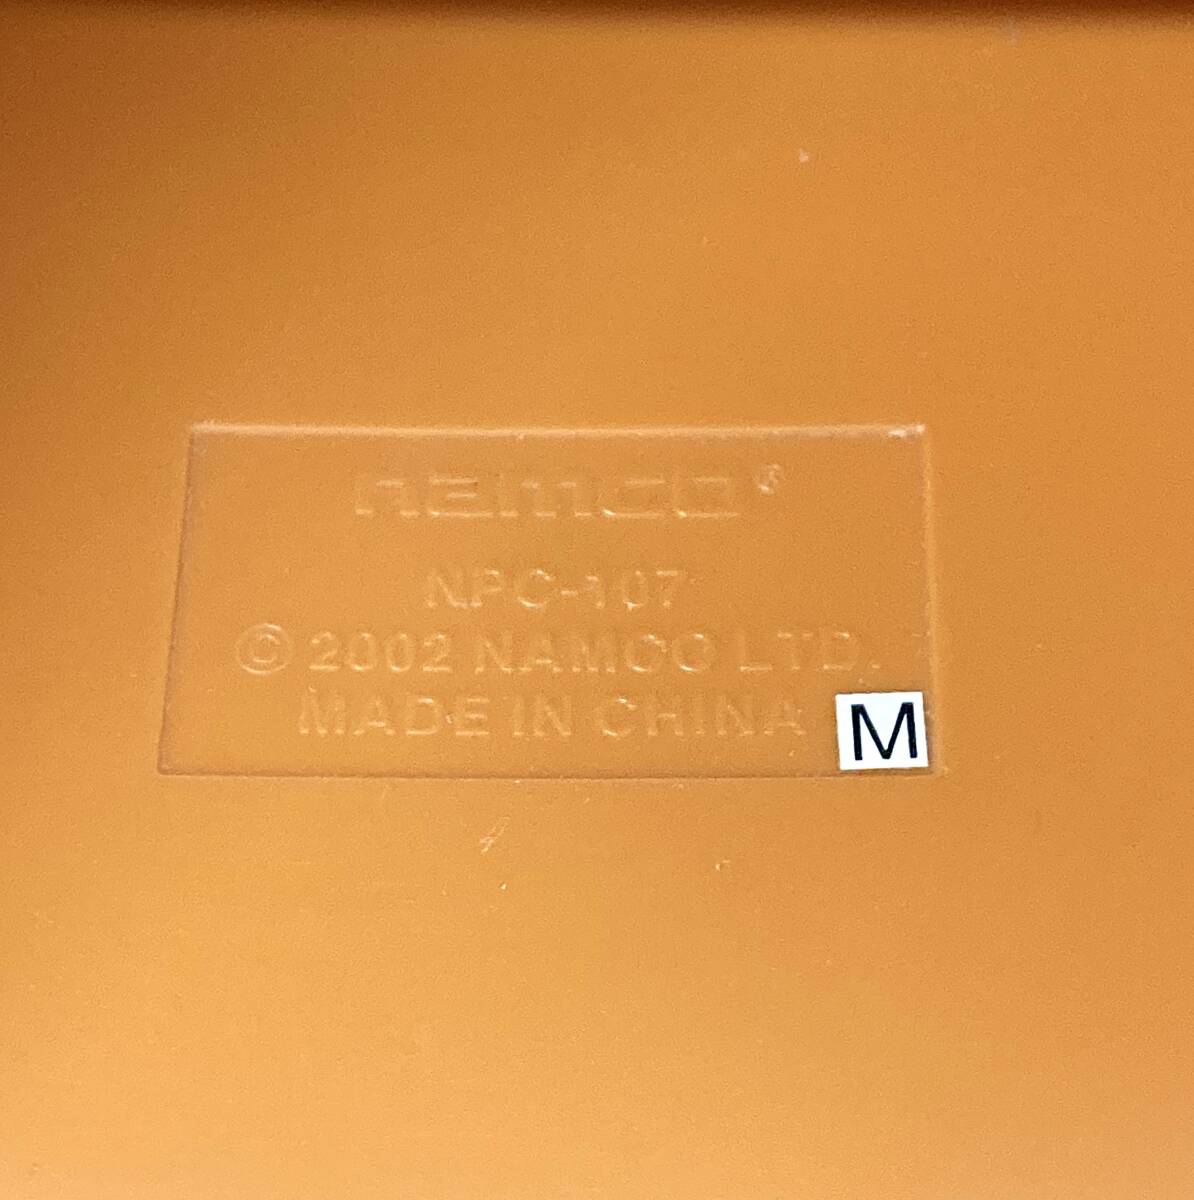 namco®
NPC-107
© 2002 NAMCO LTD.
MADE IN CHINA
M